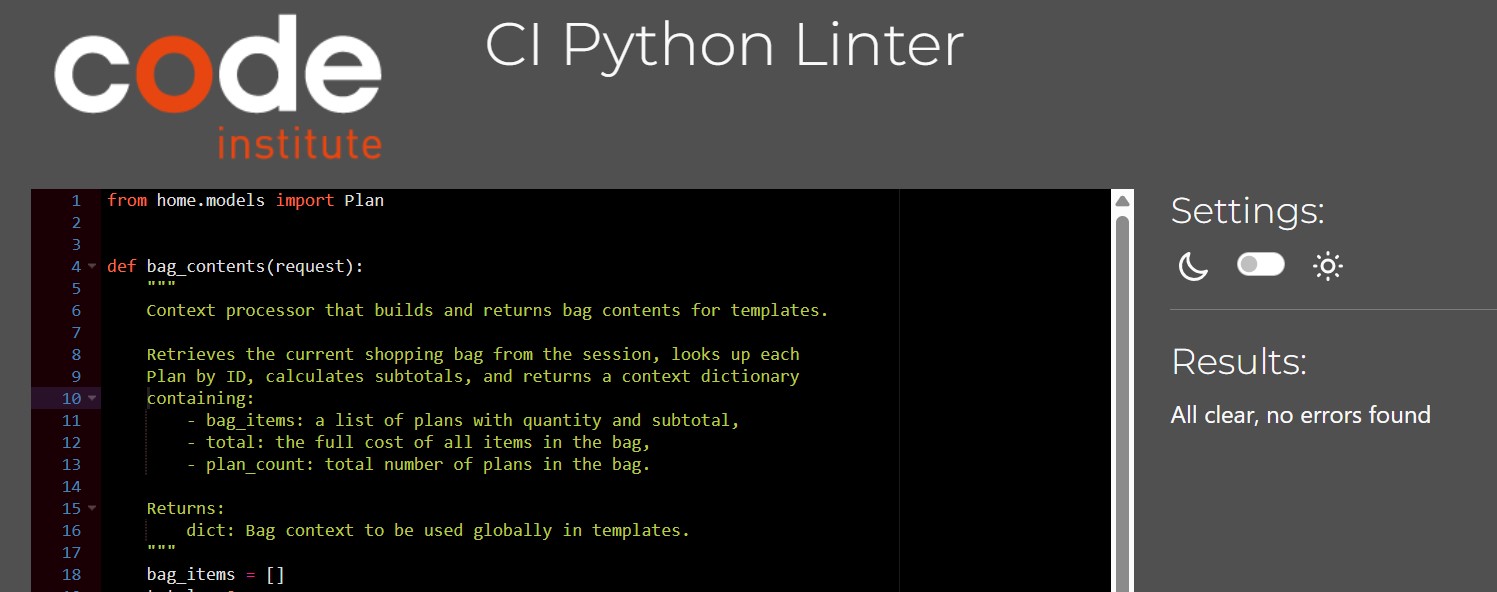 code
institute
CI Python Linter
1 from home.models import Plan
2
3
4 def bag_contents(request):
5 """
6 Context processor that builds and returns bag contents for templates.
7
8 Retrieves the current shopping bag from the session, looks up each
9 Plan by ID, calculates subtotals, and returns a context dictionary
10 containing:
11 - bag_items: a list of plans with quantity and subtotal,
12 - total: the full cost of all items in the bag,
13 - plan_count: total number of plans in the bag.
14
15 Returns:
16 dict: Bag context to be used globally in templates.
17 """
18 bag_items = []
Settings:
Results:
All clear, no errors found